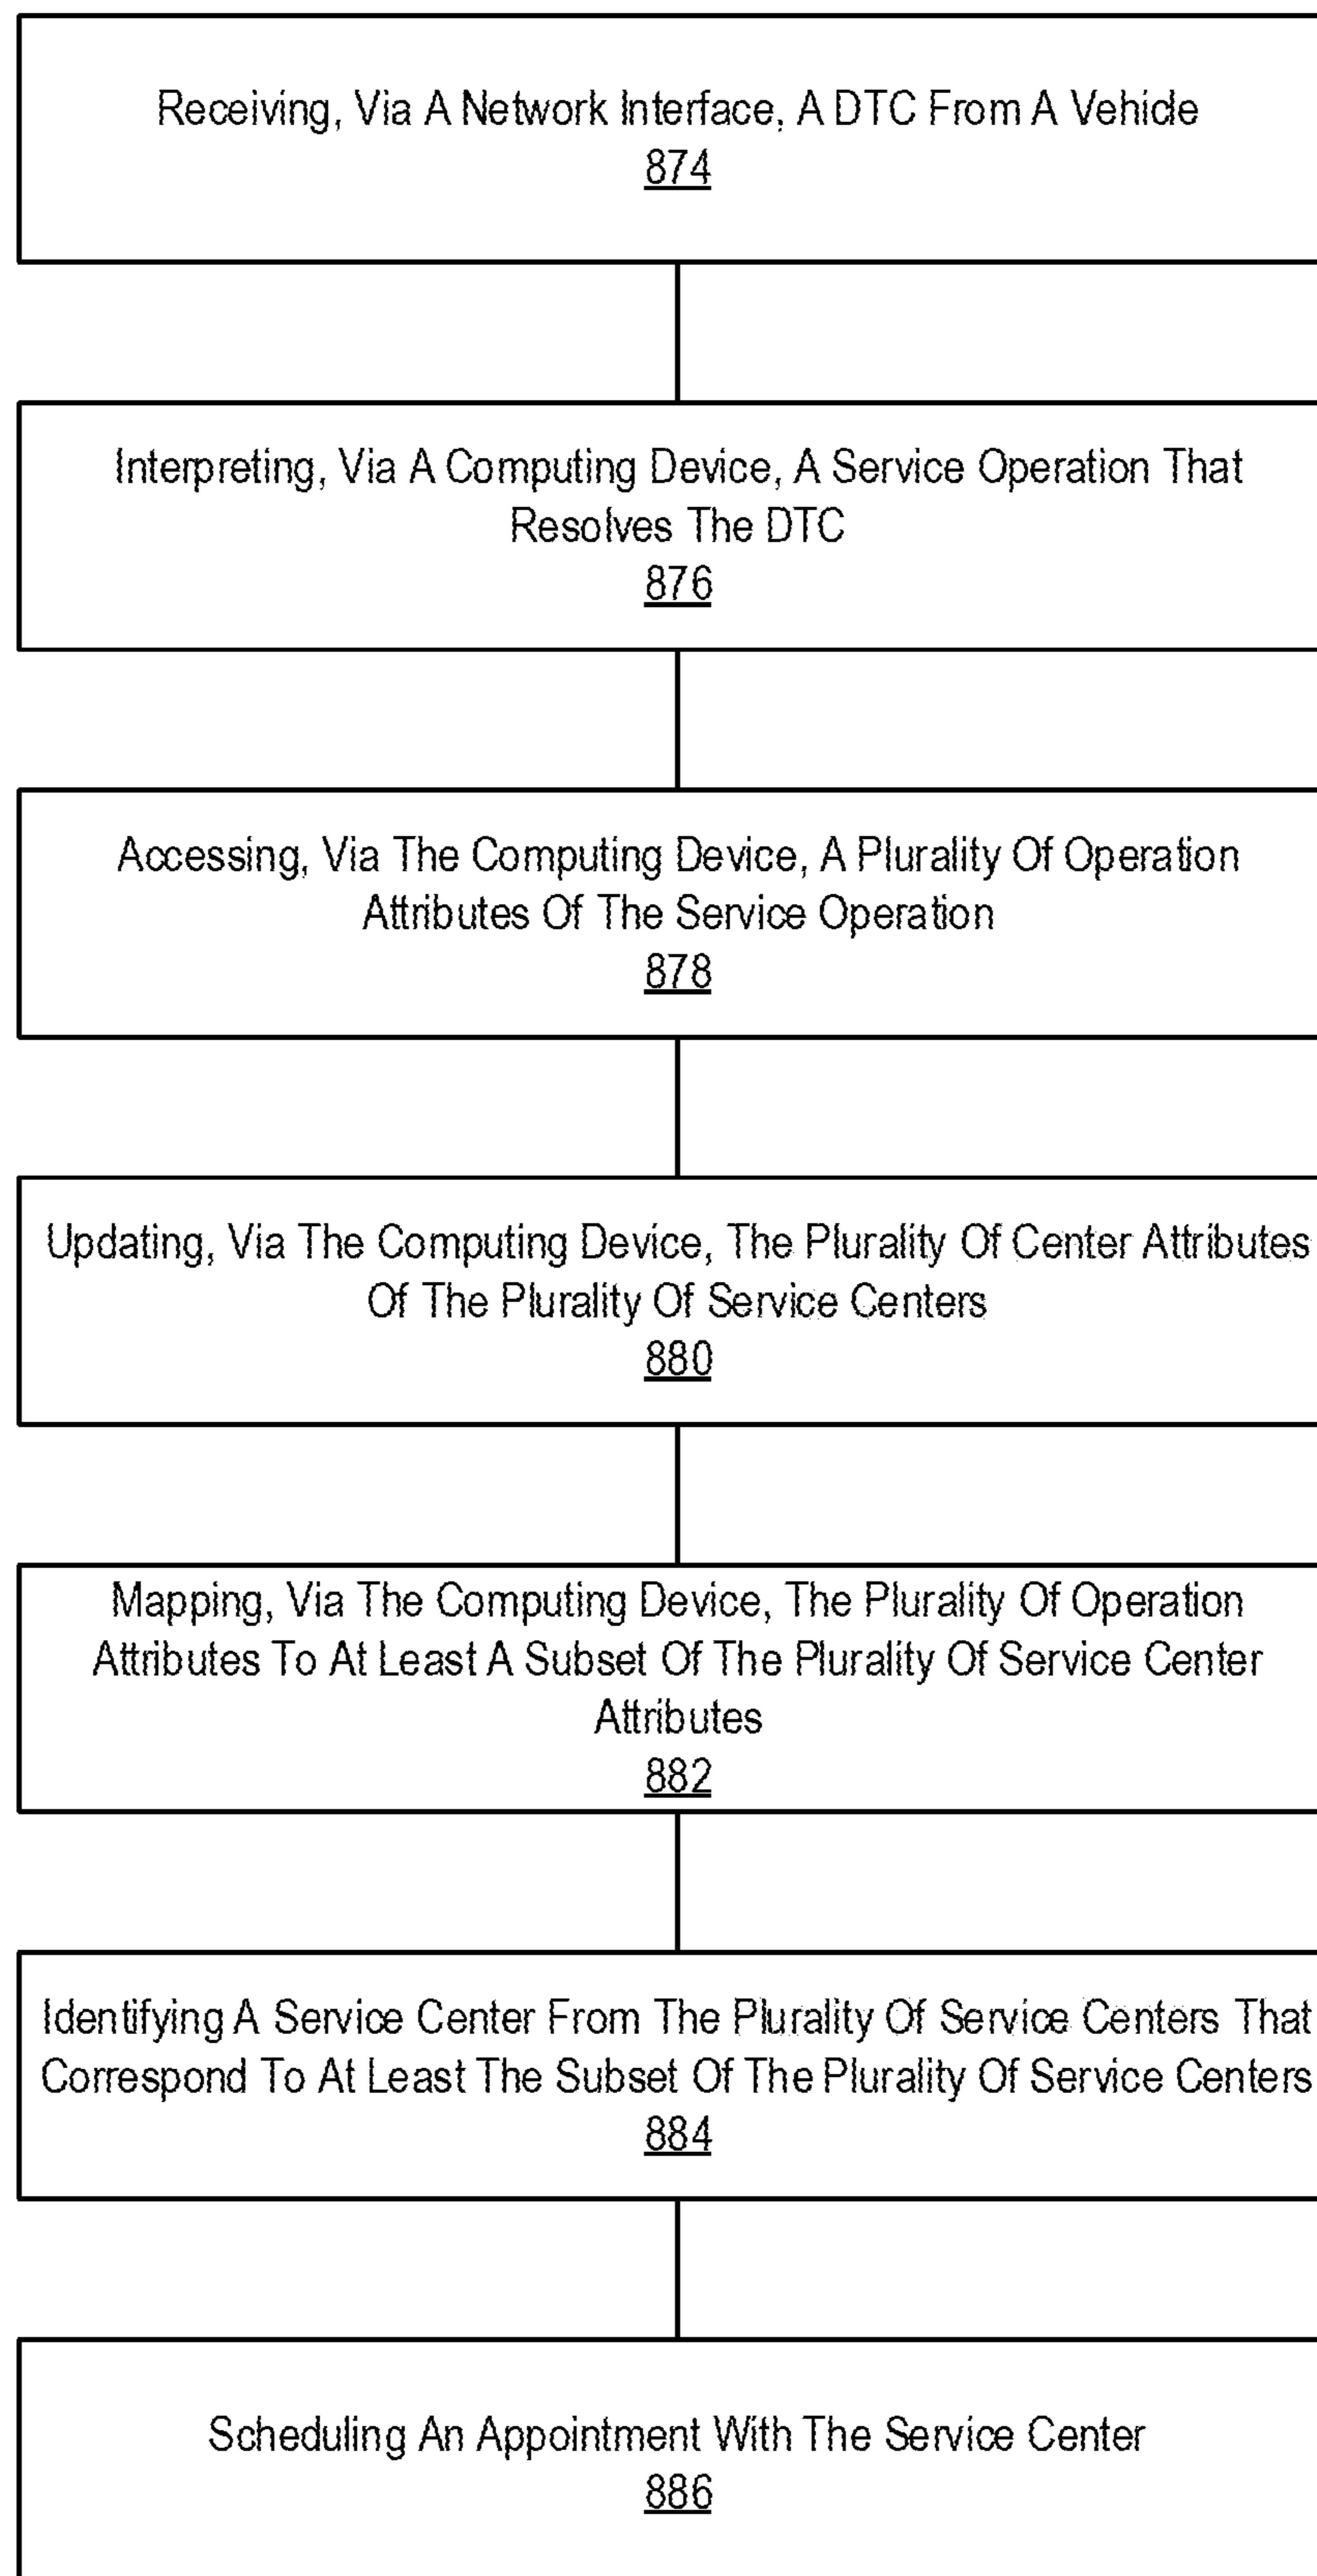 Receiving, Via A Network Interface, A DTC From A Vehicle
874
Interpreting, Via A Computing Device, A Service Operation That
Resolves The DTC
876
Accessing, Via The Computing Device, A Plurality Of Operation
Attributes Of The Service Operation
878
Updating, Via The Computing Device, The Plurality Of Center Attributes
Of The Plurality Of Service Centers
880
Mapping, Via The Computing Device, The Plurality Of Operation
Attributes To At Least A Subset Of The Plurality Of Service Center
Attributes
882
Identifying A Service Center From The Plurality Of Service Centers That
Correspond To At Least The Subset Of The Plurality Of Service Centers
884
Scheduling An Appointment With The Service Center
886